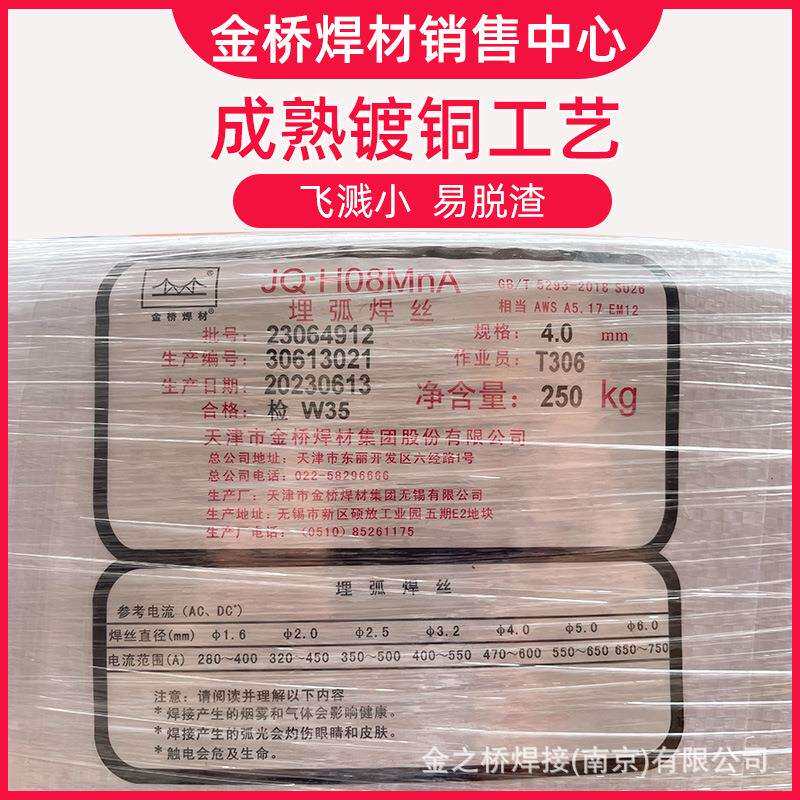 金桥焊材销售中心
成熟镀铜工艺
飞溅小 易脱渣
JQ·H08MnA
GB/T 5293-2018 SU26
埋弧焊丝
相当 AWS A5.17 EM12
金桥焊材®
批号: 23064912
规格: 4.0 mm
生产编号: 30613021
作业员: T306
生产日期: 20230613
净含量: 250 kg
合格: 检 W35
天津市金桥焊材集团股份有限公司
总公司地址: 天津市东丽开发区六经路1号
总公司电话: 022-58296666
生产厂: 天津市金桥焊材集团无锡有限公司
生产地址: 无锡市新区硕放工业园五期E2地块
生产厂电话: (0510) 85261175
埋弧焊丝
参考电流 (AC、DC⁺)
焊丝直径(mm) φ1.6 φ2.0 φ2.5 φ3.2 φ4.0 φ5.0 φ6.0
电流范围(A) 280~400 320~450 350~500 400~550 470~600 550~650 650~750
注意: 请阅读并理解以下内容
*焊接产生的烟雾和气体会影响健康。
*焊接产生的弧光会灼伤眼睛和皮肤。
*触电会危及生命。
金之桥焊接(南京)有限公司